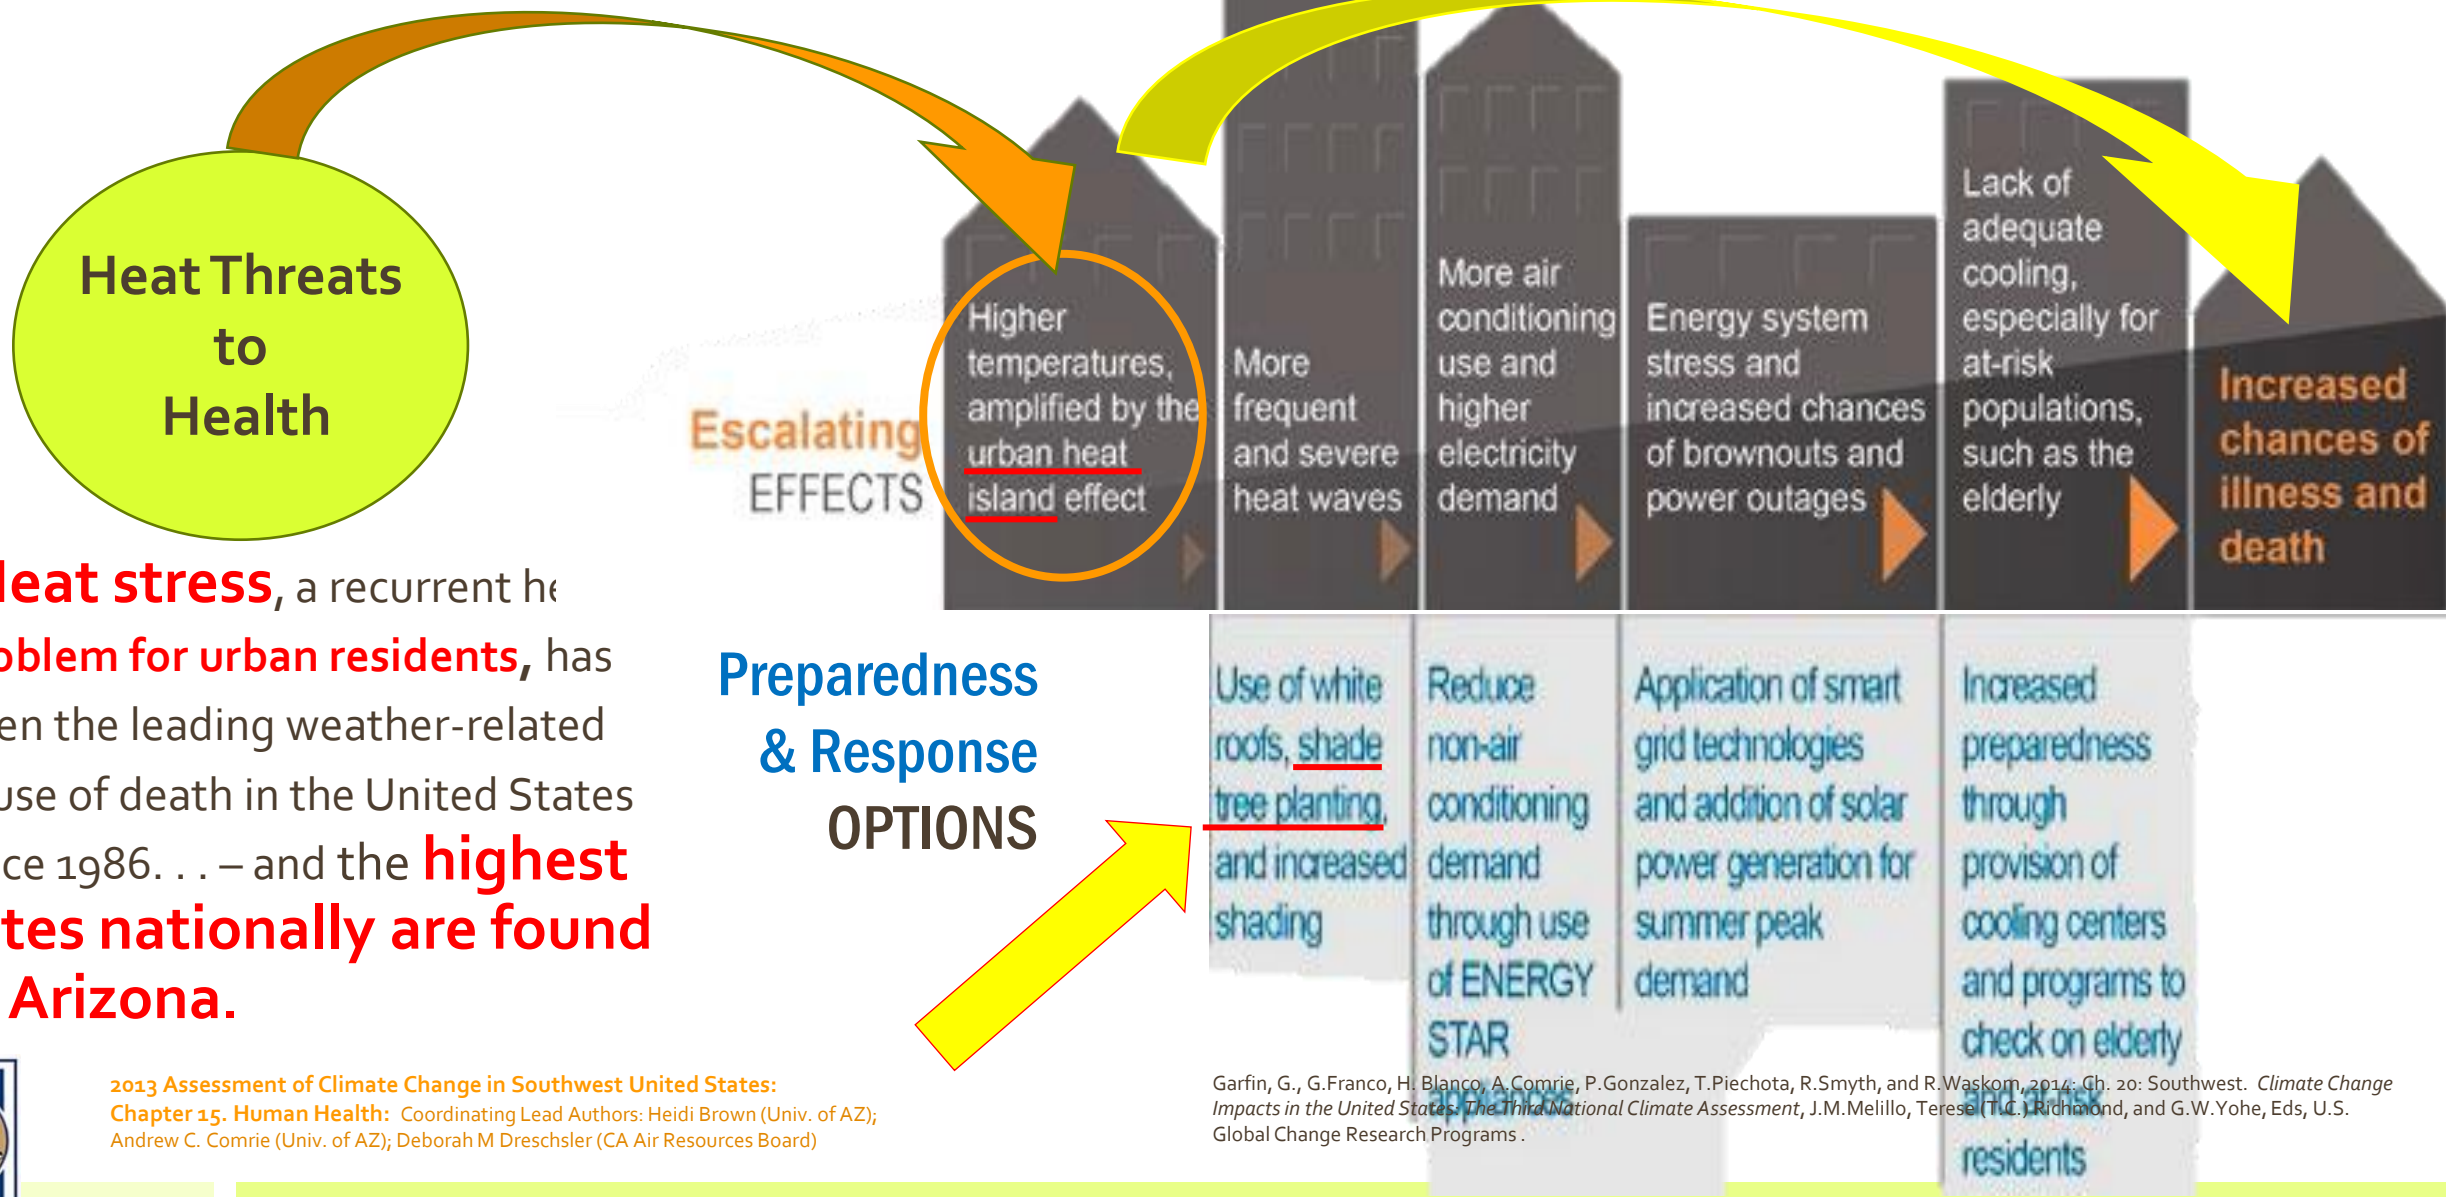 Heat Threats
to
Health
eat stress, a recurrent he
oblem for urban residents, has
en the leading weather-related
use of death in the United States
ce 1986. . . – and the highest
tes nationally are found
Arizona.
2013 Assessment of Climate Change in Southwest United States:
Chapter 15. Human Health: Coordinating Lead Authors: Heidi Brown (Univ. of AZ);
Andrew C. Comrie (Univ. of AZ); Deborah M Dreschsler (CA Air Resources Board)
Escalating
EFFECTS
Higher
temperatures,
amplified by the
urban heat
island effect
More
frequent
and severe
heat waves
More air
conditioning
use and
higher
electricity
demand
Energy system
stress and
increased chances
of brownouts and
power outages
Lack of
adequate
cooling,
especially for
at-risk
populations,
such as the
elderly
Increased
chances of
illness and
death
Preparedness
& Response
OPTIONS
Use of white
roofs, shade
tree planting,
and increased
shading
Reduce
non-air
conditioning
demand
through use
of ENERGY
STAR
appliances
Application of smart
grid technologies
and addition of solar
power generation for
summer peak
demand
Increased
preparedness
through
provision of
cooling centers
and programs to
check on elderly
and at-risk
residents
Garfin, G., G.Franco, H. Blanco, A.Comrie, P.Gonzalez, T.Piechota, R.Smyth, and R.Waskom, 2014: Ch. 20: Southwest. Climate Change
Impacts in the United States: The Third National Climate Assessment, J.M.Melillo, Terese (T.C.) Richmond, and G.W.Yohe, Eds, U.S.
Global Change Research Programs .